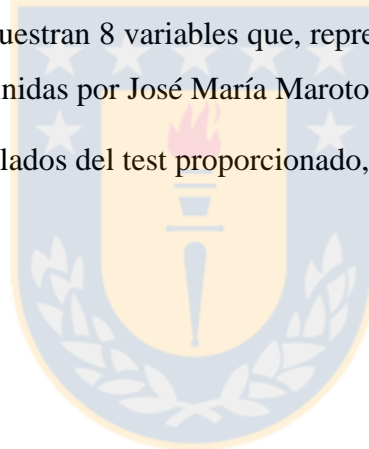 uestran 8 variables que, repre
nidas por José María Maroto
lados del test proporcionado,